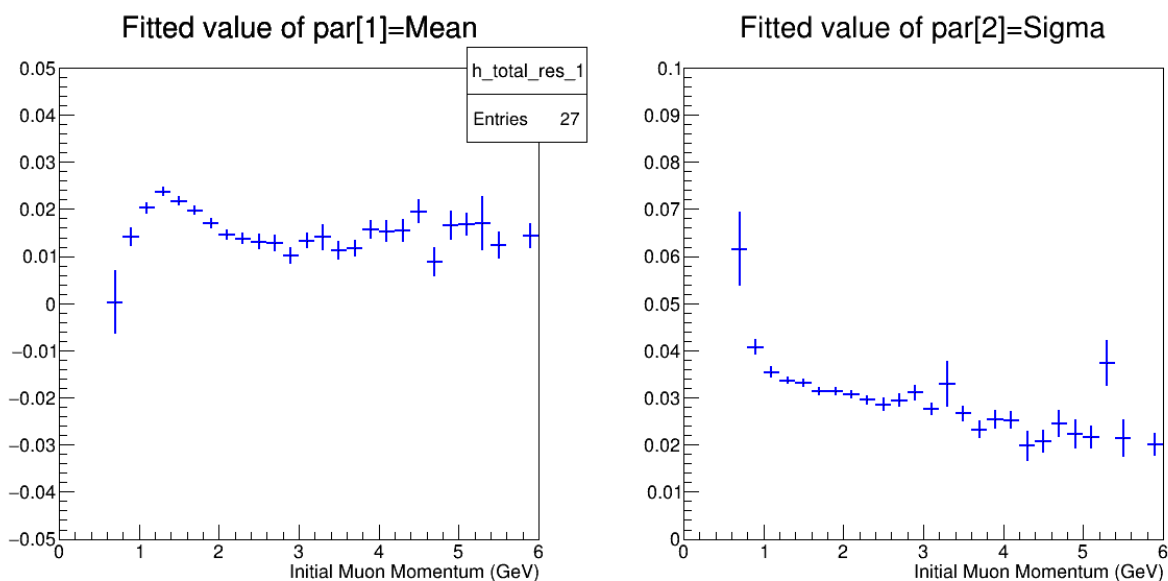 Fitted value of par[1]=Mean
h_total_res_1
Entries 27
0.05
0.04
0.03
0.02
0.01
0
−0.01
−0.02
−0.03
−0.04
−0.05
0 1 2 3 4 5 6
Initial Muon Momentum (GeV)
Fitted value of par[2]=Sigma
0.1
0.09
0.08
0.07
0.06
0.05
0.04
0.03
0.02
0.01
0
0 1 2 3 4 5 6
Initial Muon Momentum (GeV)